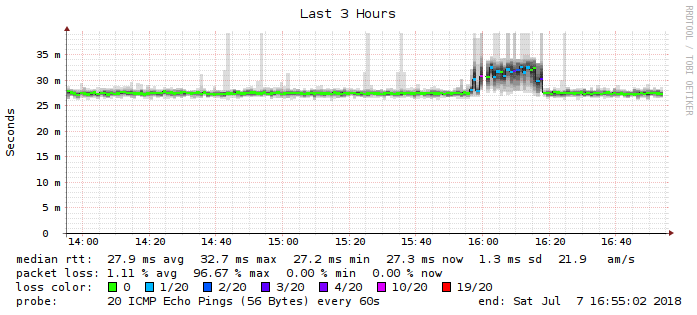 Last 3 Hours
RRDTOOL / TOBI OETIKER
Seconds
35 m
30 m
25 m
20 m
15 m
10 m
5 m
0
14:00 14:20 14:40 15:00 15:20 15:40 16:00 16:20 16:40
median rtt: 27.9 ms avg 32.7 ms max 27.2 ms min 27.3 ms now 1.3 ms sd 21.9 am/s
packet loss: 1.11 % avg 96.67 % max 0.00 % min 0.00 % now
loss color: 0 1/20 2/20 3/20 4/20 10/20 19/20
probe: 20 ICMP Echo Pings (56 Bytes) every 60s end: Sat Jul 7 16:55:02 2018